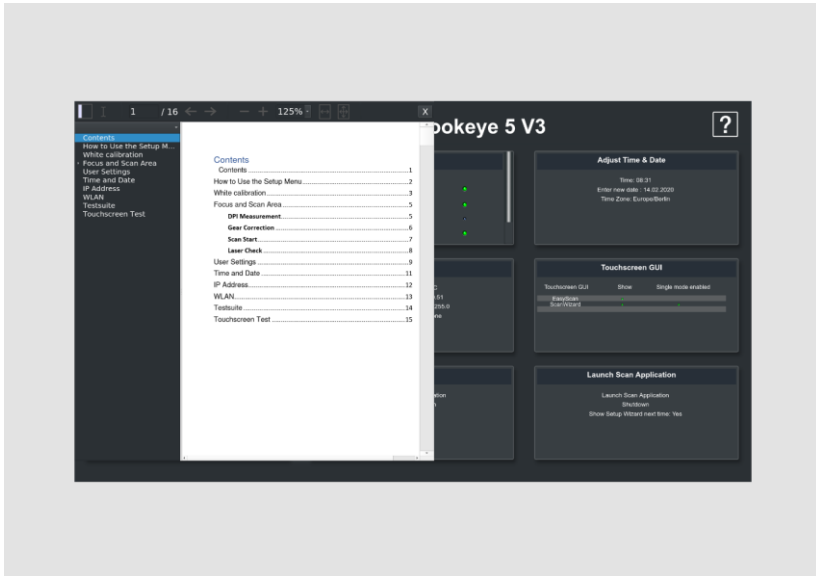 1 / 16 125% X
Contents
How to Use the Setup M...
White calibration
Focus and Scan Area
User Settings
Time and Date
IP Address
WLAN
Testsuite
Touchscreen Test
Contents
Contents 1
How to Use the Setup Menu 2
White calibration 3
Focus and Scan Area 5
DPI Measurement 5
Gear Correction 6
Scan Start 7
Laser Check 8
User Settings 9
Time and Date 11
IP Address 12
WLAN 13
Testsuite 14
Touchscreen Test 15
ookeye 5 V3
?
Adjust Time & Date
Time: 08:31
Enter new date : 14.02.2020
Time Zone: Europe/Berlin
C
.51
255.0
one
Touchscreen GUI
Touchscreen GUI Show Single mode enabled
EasyScan
ScanWizard
ation
n
Launch Scan Application
Launch Scan Application
Shutdown
Show Setup Wizard next time: Yes